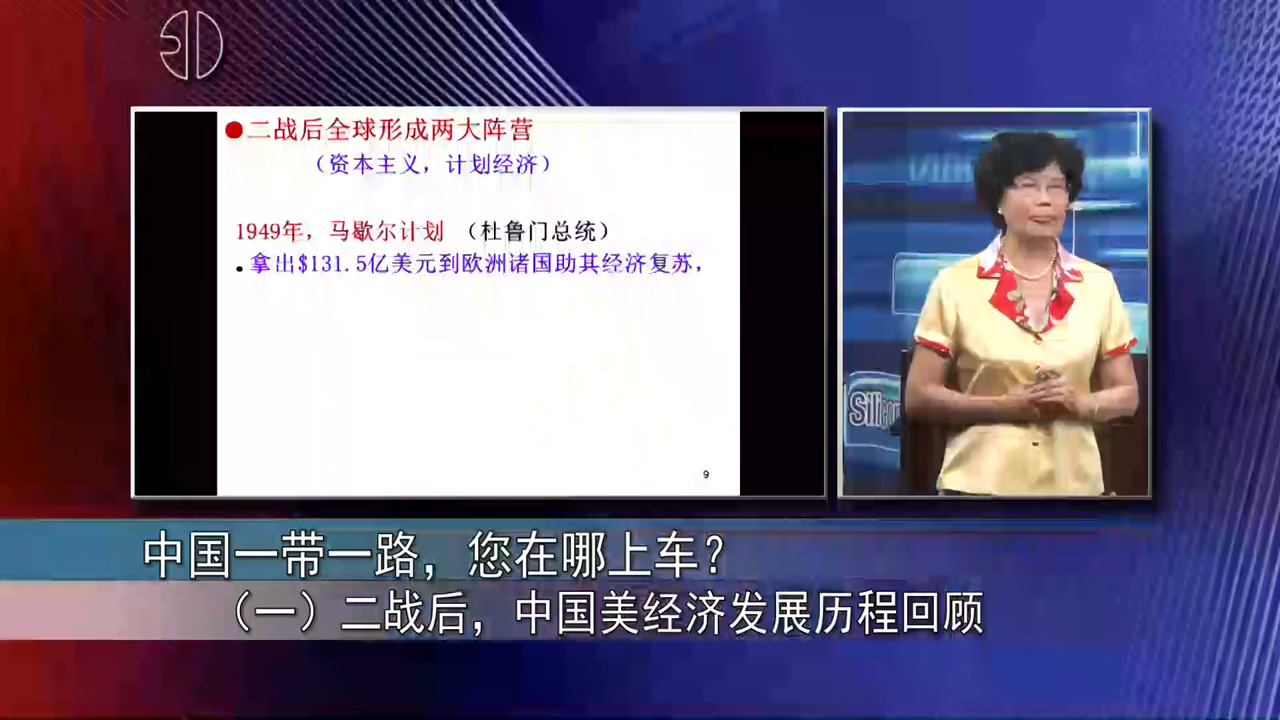 ●二战后全球形成两大阵营
（资本主义，计划经济）
1949年，马歇尔计划 （杜鲁门总统）
• 拿出$131.5亿美元到欧洲诸国助其经济复苏，
9
中国一带一路，您在哪上车？
（一）二战后，中国美经济发展历程回顾